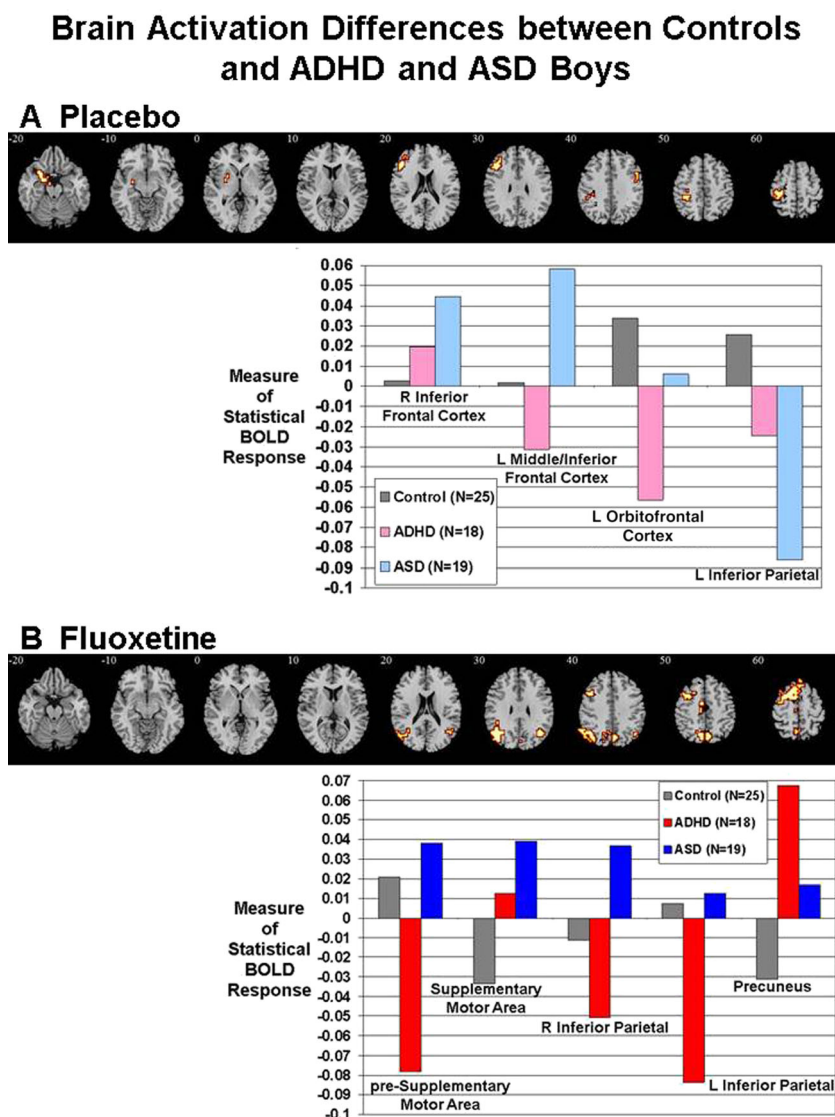 Brain Activation Differences between Controls
and ADHD and ASD Boys
A Placebo
-20 -10 0 10 20 30 40 50 60
0.06
0.05
0.04
0.03
0.02
0.01
0
-0.01
-0.02
-0.03
-0.04
-0.05
-0.06
-0.07
-0.08
-0.09
-0.1
Measure
of
Statistical
BOLD
Response
R Inferior
Frontal Cortex
L Middle/Inferior
Frontal Cortex
L Orbitofrontal
Cortex
L Inferior Parietal
Control (N=25)
ADHD (N=18)
ASD (N=19)
B Fluoxetine
-20 -10 0 10 20 30 40 50 60
0.07
0.06
0.05
0.04
0.03
0.02
0.01
0
-0.01
-0.02
-0.03
-0.04
-0.05
-0.06
-0.07
-0.08
-0.09
-0.1
Measure
of
Statistical
BOLD
Response
Control (N=25)
ADHD (N=18)
ASD (N=19)
pre-Supplementary
Motor Area
Supplementary
Motor Area
R Inferior Parietal
L Inferior Parietal
Precuneus